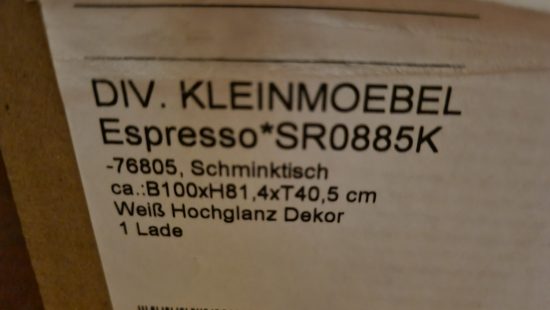 DIV. KLEINMOEBEL
Espresso*SR0885K
-76805, Schminktisch
ca.:B100xH81,4xT40,5 cm
Weiß Hochglanz Dekor
1 Lade